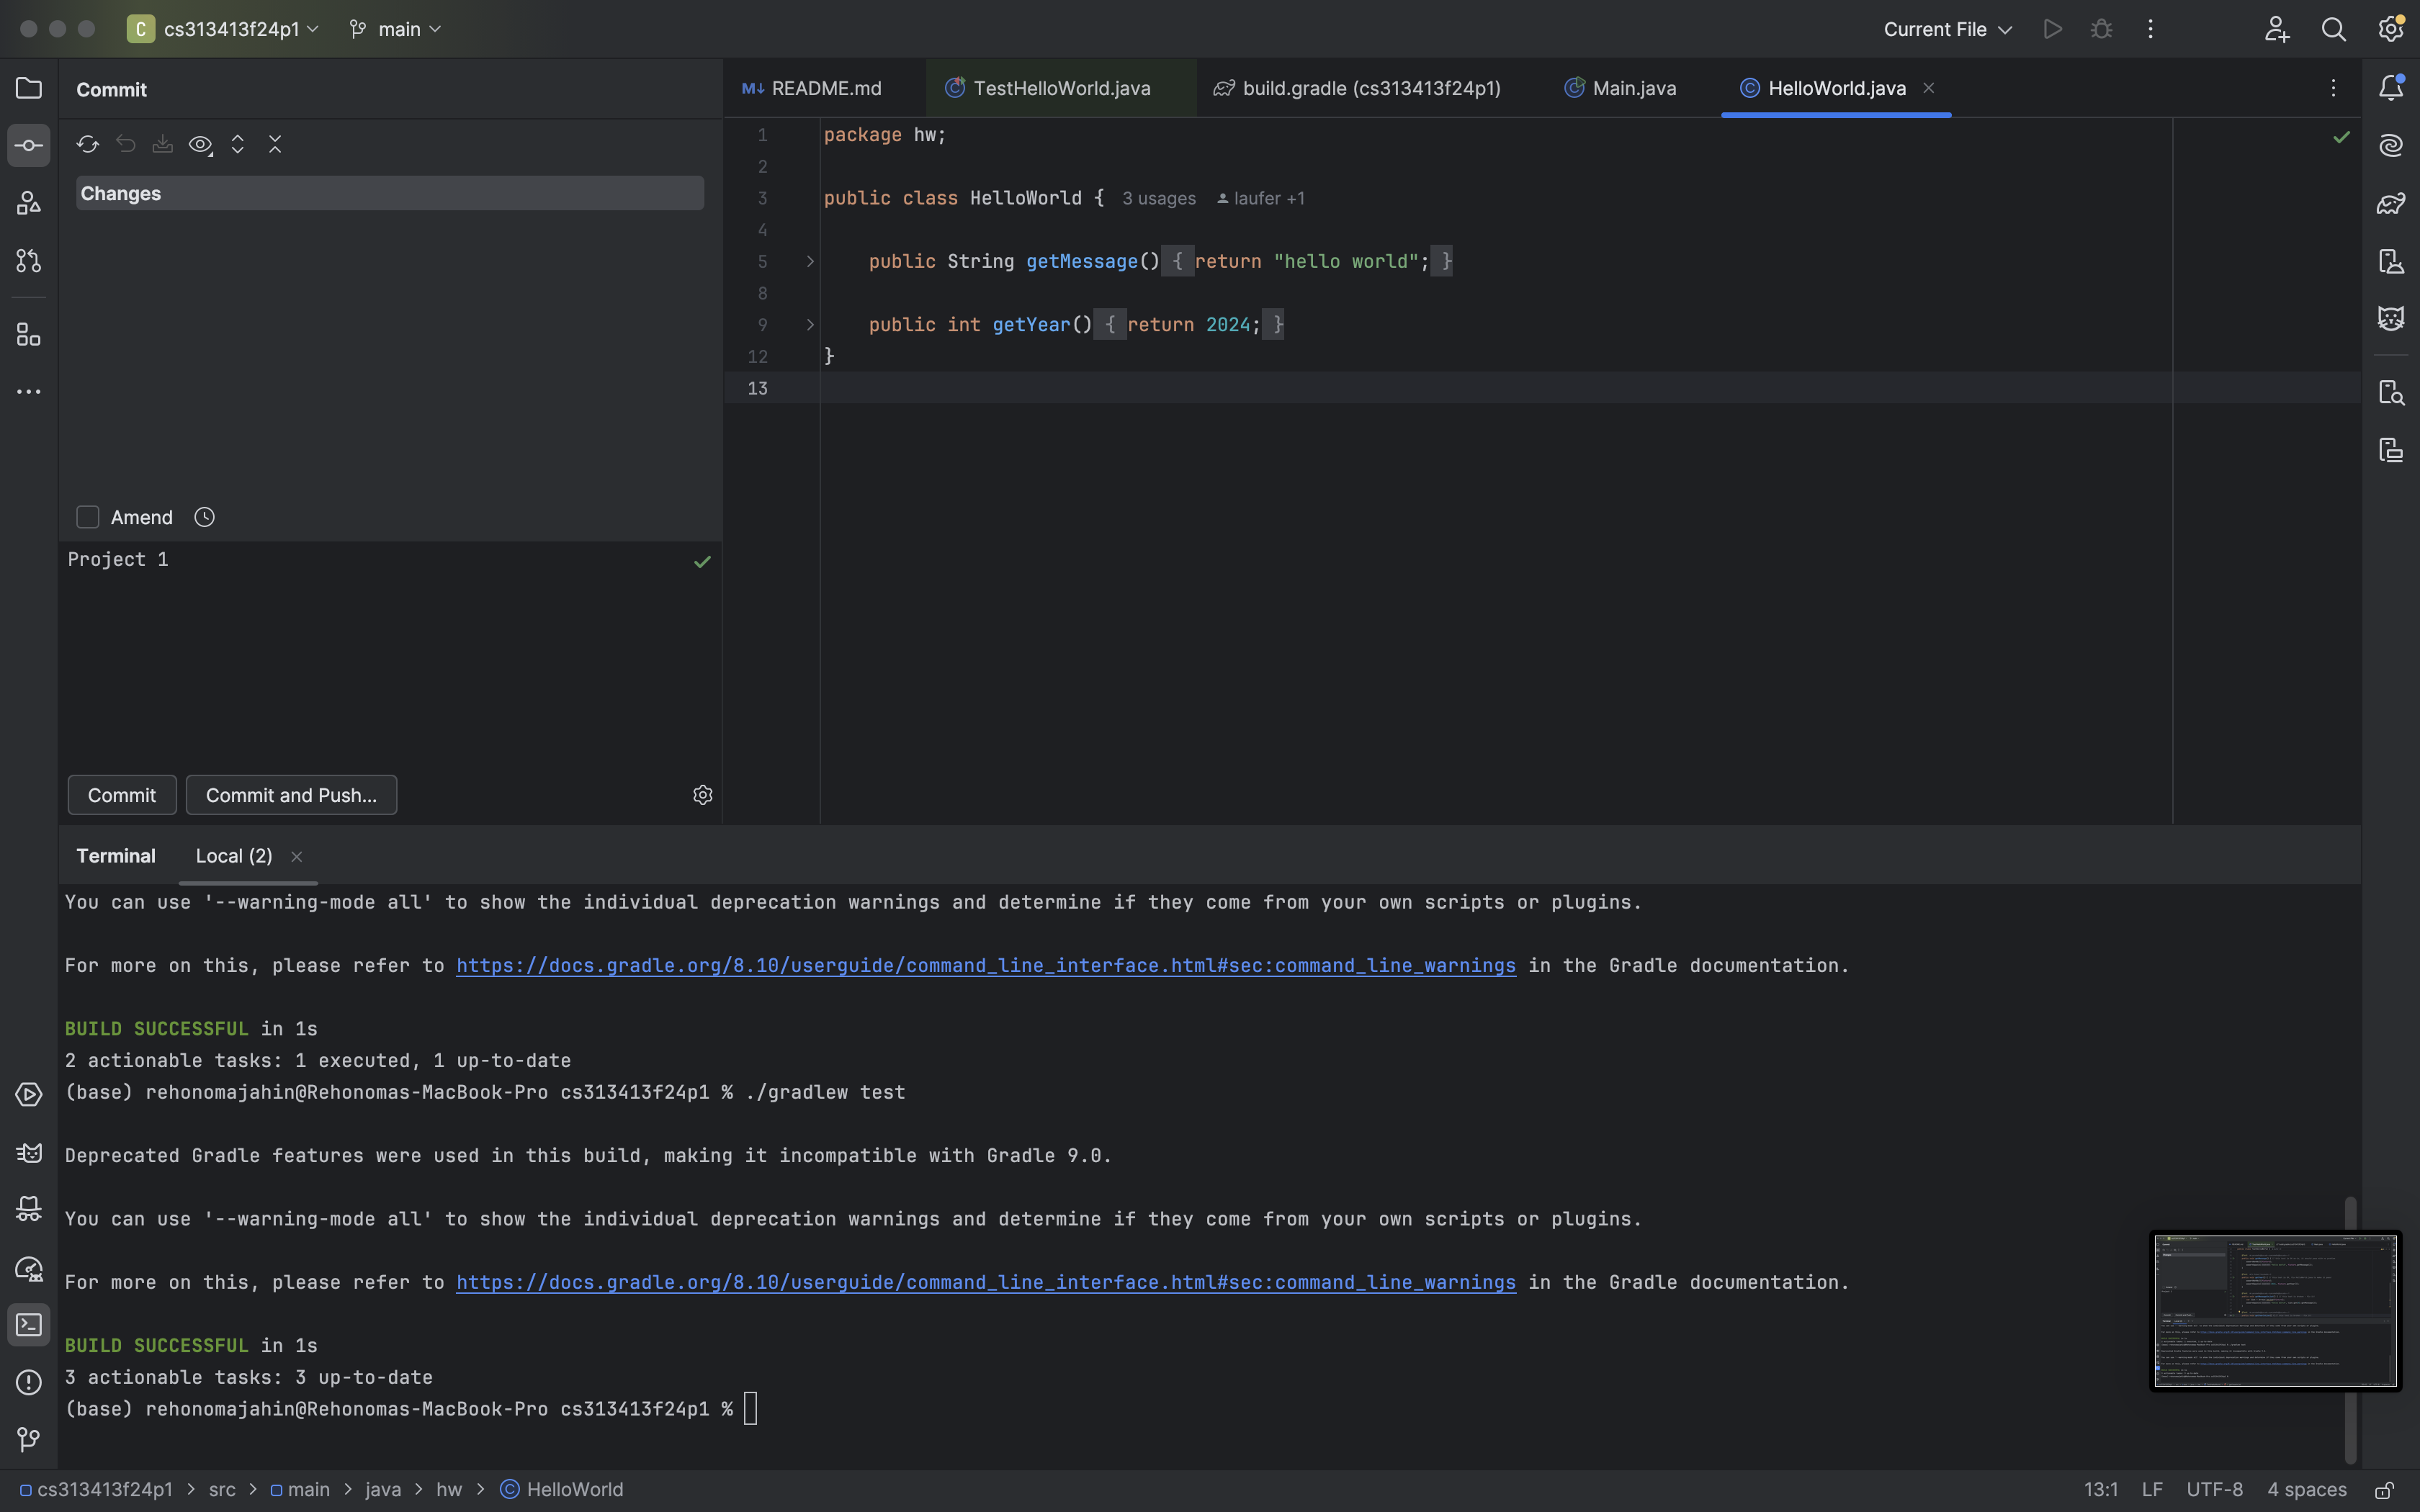 C cs313413f24p1 main Current File
Commit
README.md TestHelloWorld.java build.gradle (cs313413f24p1) Main.java HelloWorld.java
Changes
Amend
Project 1
Commit Commit and Push...
1 package hw;
2
3 public class HelloWorld { 3 usages laufer +1
4
5 public String getMessage() { return "hello world"; }
8
9 public int getYear() { return 2024; }
12 }
13
Terminal Local (2)
You can use '--warning-mode all' to show the individual deprecation warnings and determine if they come from your own scripts or plugins.
For more on this, please refer to https://docs.gradle.org/8.10/userguide/command_line_interface.html#sec:command_line_warnings in the Gradle documentation.
BUILD SUCCESSFUL in 1s
2 actionable tasks: 1 executed, 1 up-to-date
(base) rehonomajahin@Rehonomas-MacBook-Pro cs313413f24p1 % ./gradlew test
Deprecated Gradle features were used in this build, making it incompatible with Gradle 9.0.
You can use '--warning-mode all' to show the individual deprecation warnings and determine if they come from your own scripts or plugins.
For more on this, please refer to https://docs.gradle.org/8.10/userguide/command_line_interface.html#sec:command_line_warnings in the Gradle documentation.
BUILD SUCCESSFUL in 1s
3 actionable tasks: 3 up-to-date
(base) rehonomajahin@Rehonomas-MacBook-Pro cs313413f24p1 %
cs313413f24p1 > src > main > java > hw > HelloWorld 13:1 LF UTF-8 4 spaces